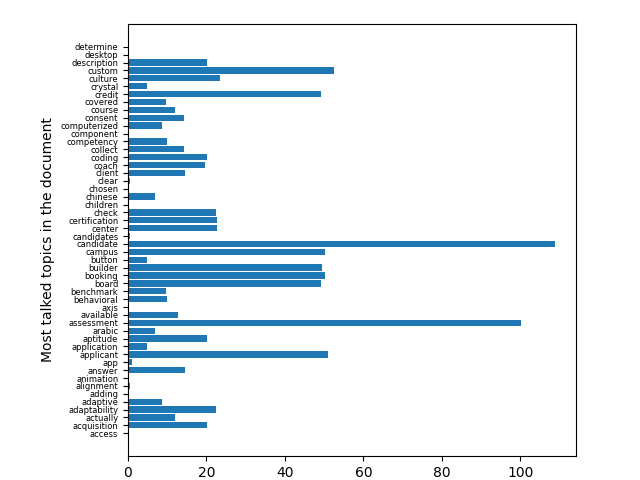 Most talked topics in the document
determine
desktop
description
custom
culture
crystal
credit
covered
course
consent
computerized
component
competency
collect
coding
coach
client
clear
chosen
chinese
children
check
certification
center
candidates
candidate
campus
button
builder
booking
board
benchmark
behavioral
axis
available
assessment
arabic
aptitude
application
applicant
app
answer
animation
alignment
adding
adaptive
adaptability
actually
acquisition
access
0 20 40 60 80 100